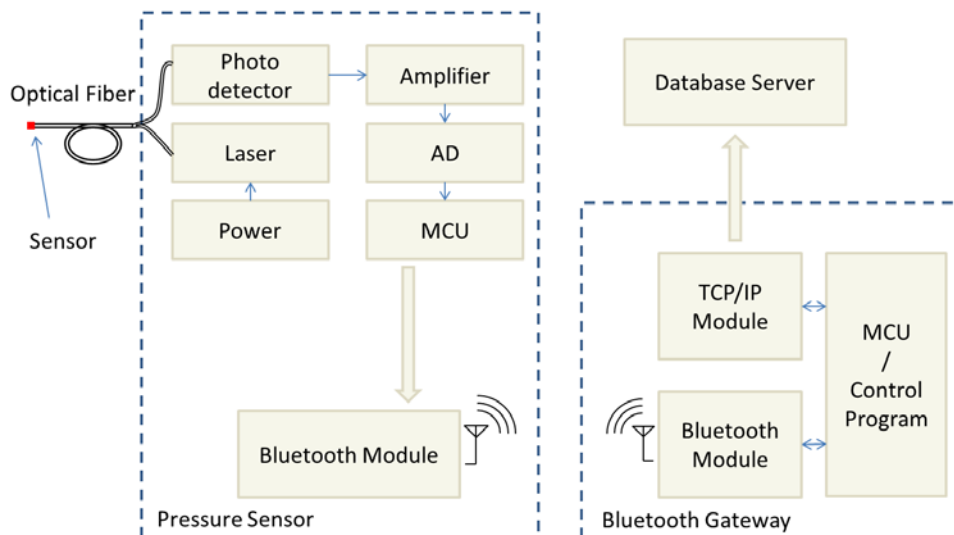 Optical Fiber
Sensor
Photo
detector
Amplifier
Laser
AD
Power
MCU
Bluetooth Module
Pressure Sensor
Database Server
TCP/IP
Module
MCU
/
Control
Program
Bluetooth
Module
Bluetooth Gateway